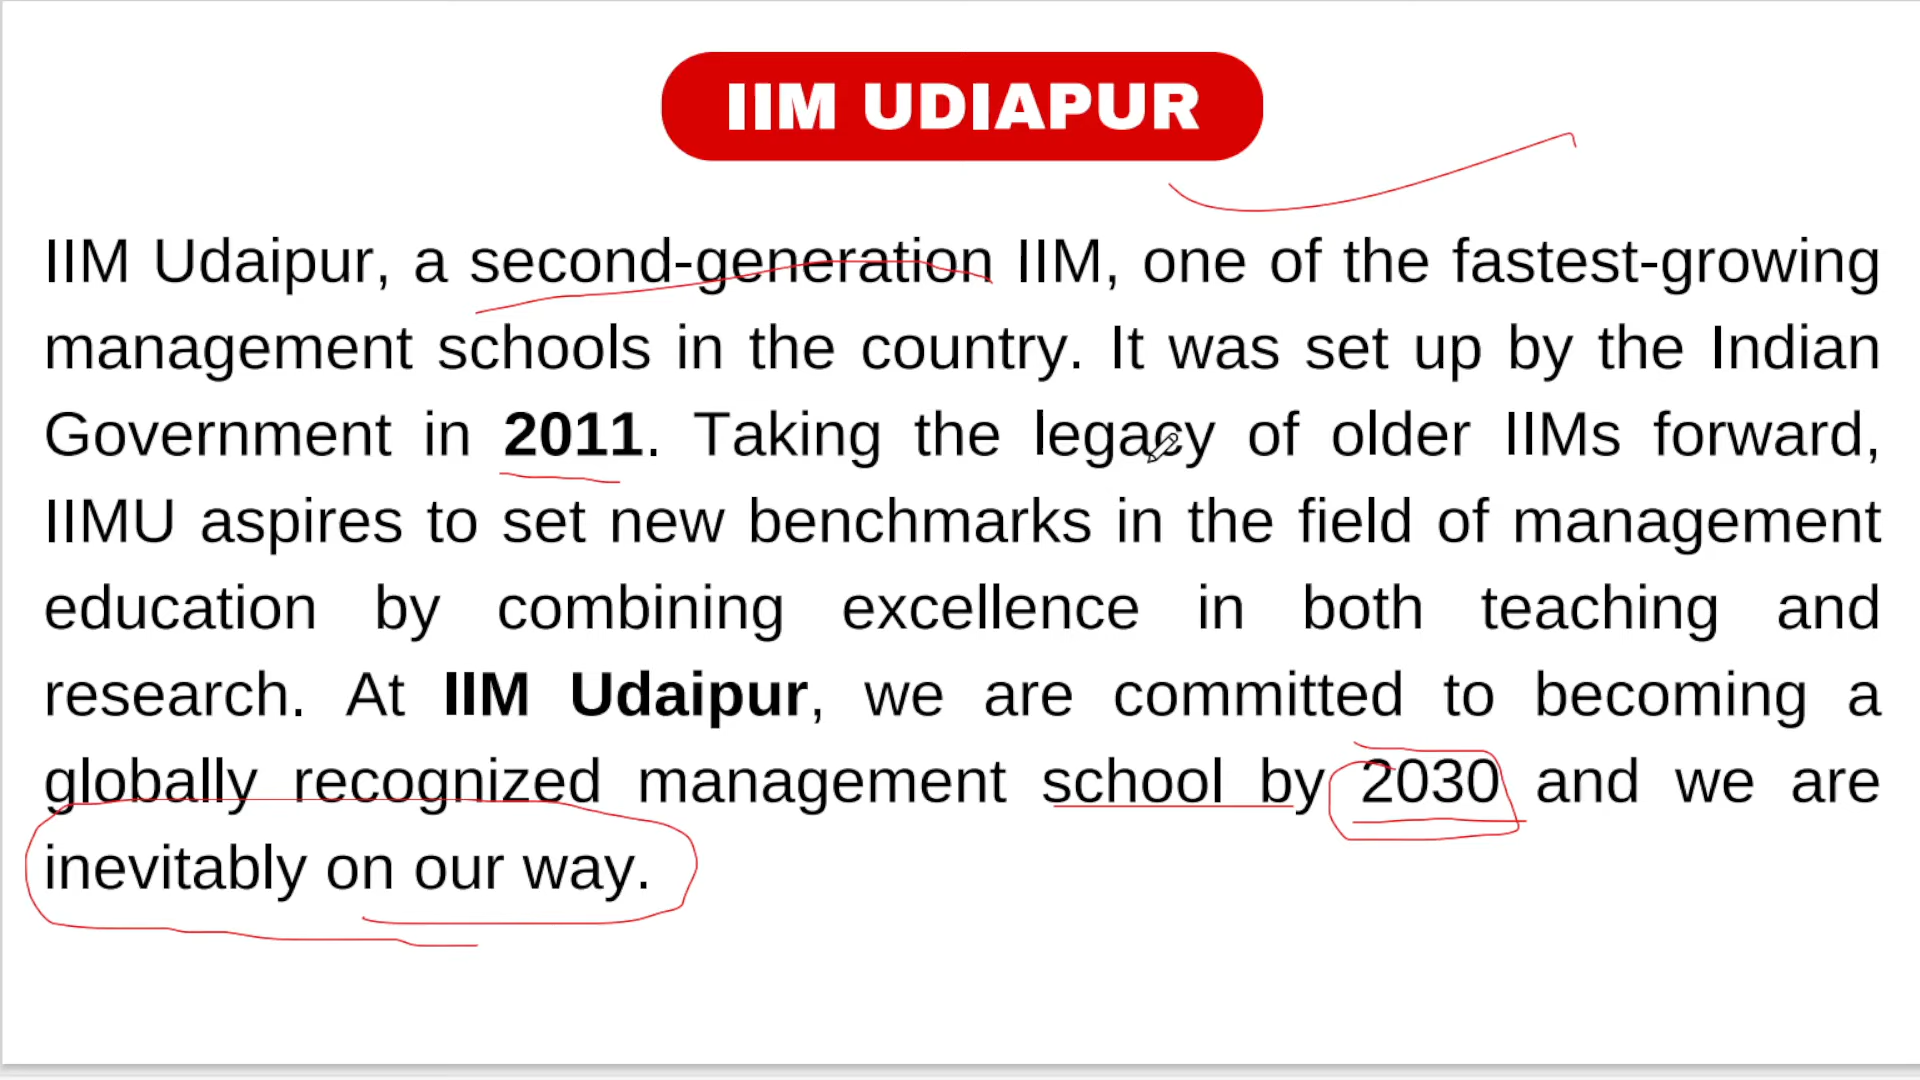 IIM UDIAPUR
IIM Udaipur, a second-generation IIM, one of the fastest-growing
management schools in the country. It was set up by the Indian
Government in 2011. Taking the legacy of older IIMs forward,
IIMU aspires to set new benchmarks in the field of management
education by combining excellence in both teaching and
research. At IIM Udaipur, we are committed to becoming a
globally recognized management school by 2030 and we are
inevitably on our way.